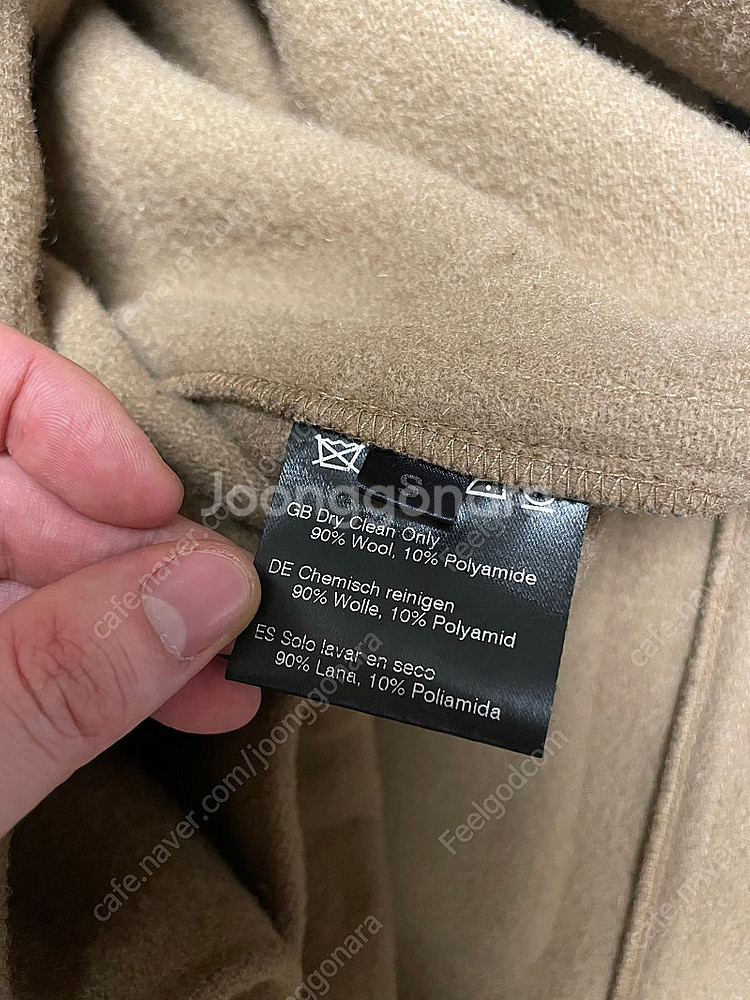 S
Joonggonara
GB Dry Clean Only
90% Wool, 10% Polyamide
DE Chemisch reinigen
90% Wolle, 10% Polyamid
ES Solo lavar en seco
90% Lana, 10% Poliamida
cafe.naver.com/joonggonara
Feelgodcom